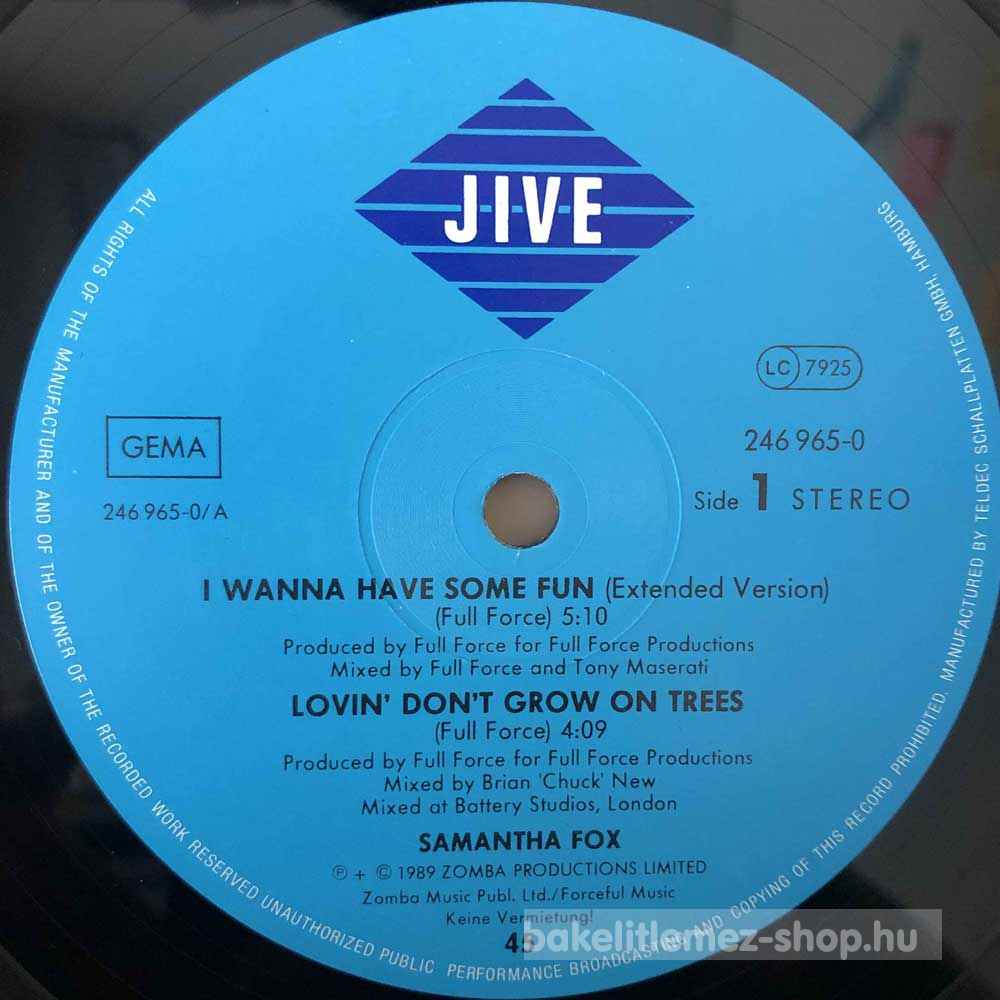 JIVE
LC 7925
GEMA
246 965-0
246 965-0/A
Side 1 STEREO
I WANNA HAVE SOME FUN (Extended Version)
(Full Force) 5:10
Produced by Full Force for Full Force Productions
Mixed by Full Force and Tony Maserati
LOVIN' DON'T GROW ON TREES
(Full Force) 4:09
Produced by Full Force for Full Force Productions
Mixed by Brian 'Chuck' New
Mixed at Battery Studios, London
SAMANTHA FOX
℗ + © 1989 ZOMBA PRODUCTIONS LIMITED
Zomba Music Publ. Ltd./Forceful Music
Keine Vermietung!
bakelitlemez-shop.hu
ALL RIGHTS OF THE MANUFACTURER AND OF THE OWNER OF THE RECORDED WORK RESERVED UNAUTHORIZED PUBLIC PERFORMANCE BROADCASTING AND COPYING OF THIS RECORD PROHIBITED. MANUFACTURED BY TELDEC SCHALLPLATTEN GMBH, HAMBURG